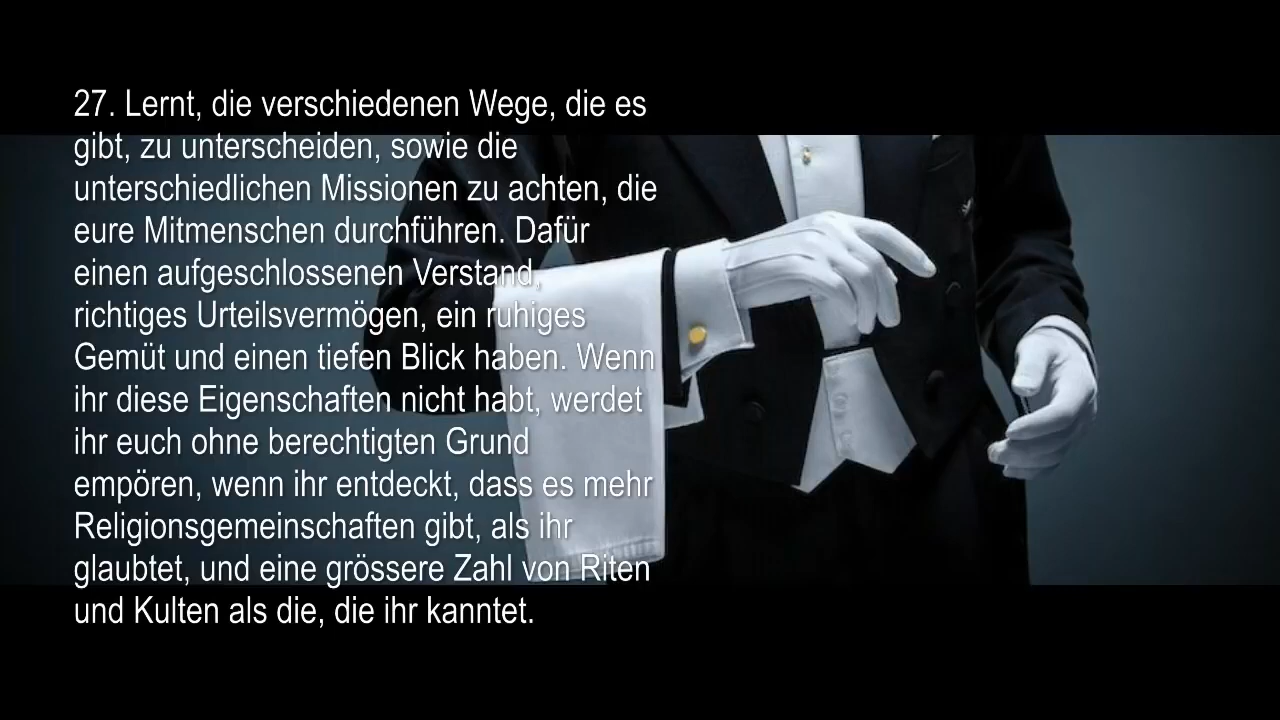 27. Lernt, die verschiedenen Wege, die es
gibt, zu unterscheiden, sowie die
unterschiedlichen Missionen zu achten, die
eure Mitmenschen durchführen. Dafür
einen aufgeschlossenen Verstand,
richtiges Urteilsvermögen, ein ruhiges
Gemüt und einen tiefen Blick haben. Wenn
ihr diese Eigenschaften nicht habt, werdet
ihr euch ohne berechtigten Grund
empören, wenn ihr entdeckt, dass es mehr
Religionsgemeinschaften gibt, als ihr
glaubtet, und eine grössere Zahl von Riten
und Kulten als die, die ihr kanntet.